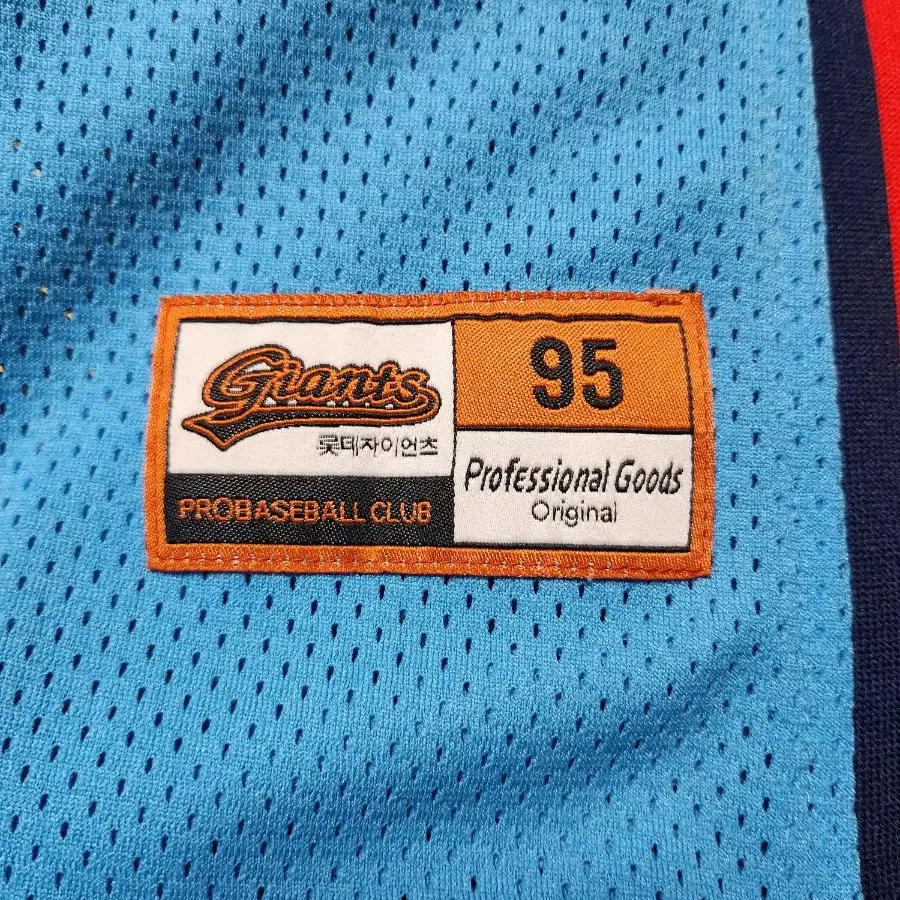 Giants
롯데자이언츠
PROBASEBALL CLUB
95
Professional Goods
Original